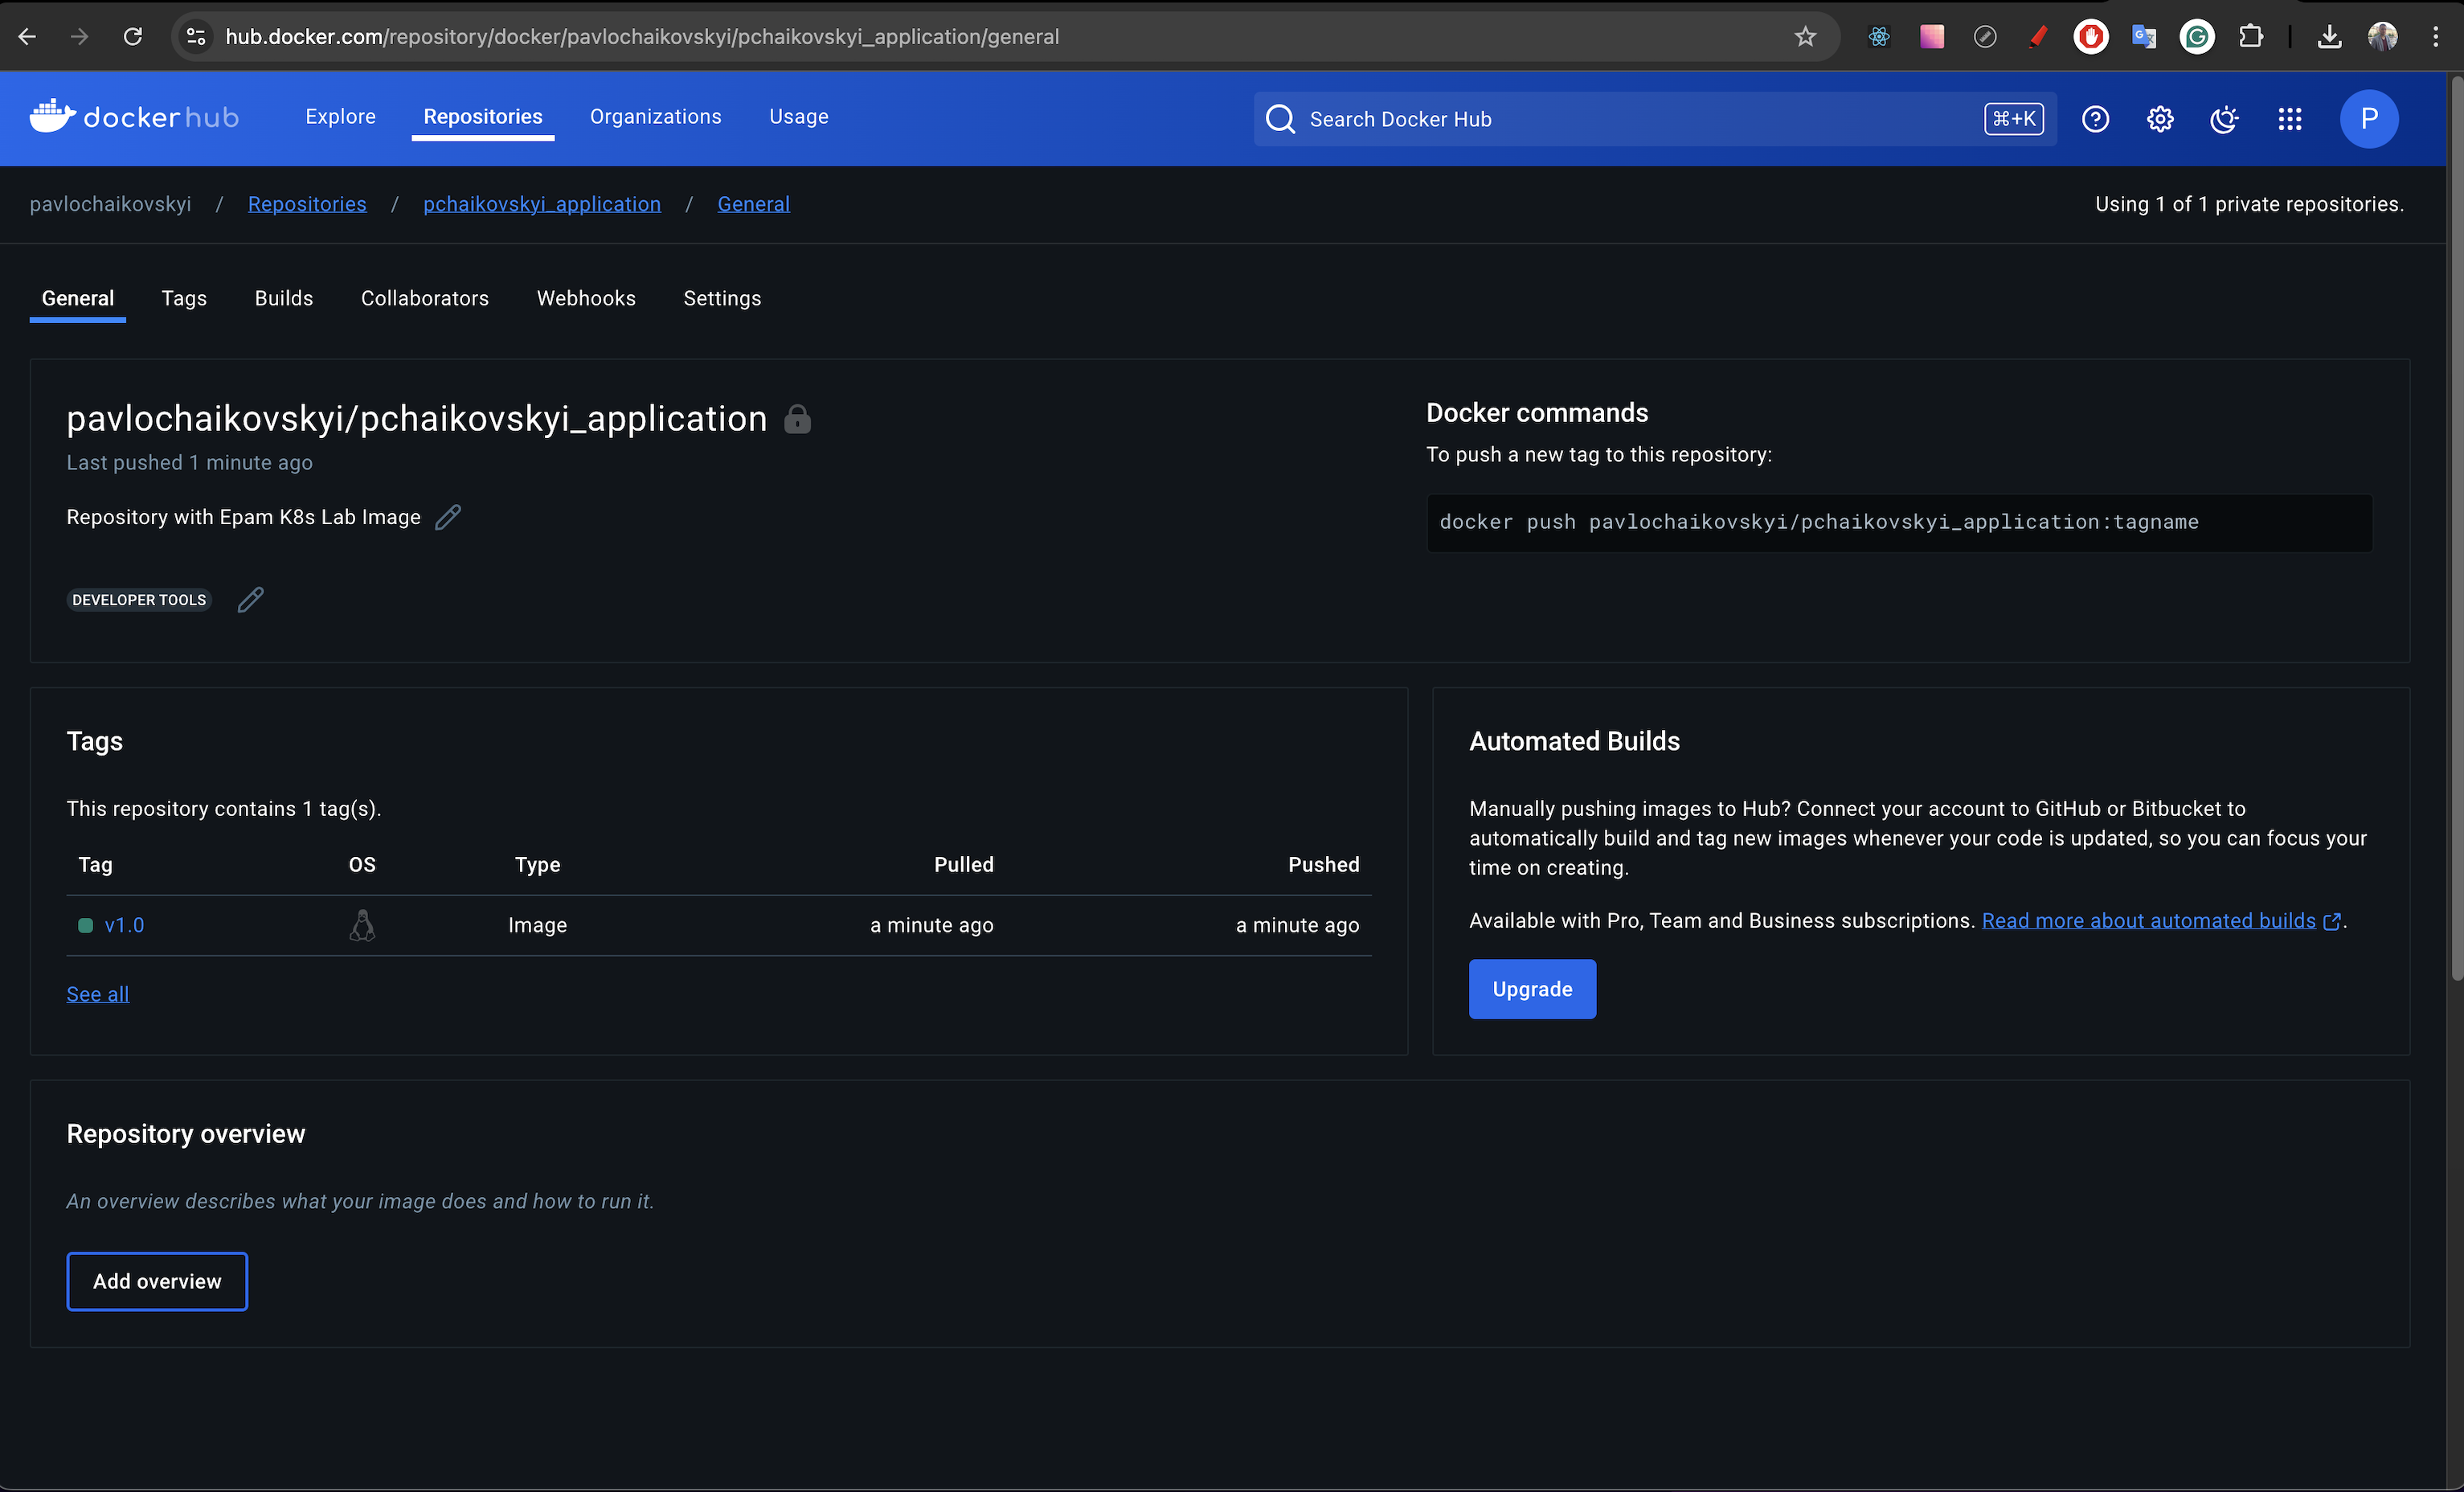 hub.docker.com/repository/docker/pavlochaikovskyi/pchaikovskyi_application/general
dockerhub
Explore
Repositories
Organizations
Usage
Search Docker Hub
⌘+K
P
pavlochaikovskyi / Repositories / pchaikovskyi_application / General
Using 1 of 1 private repositories.
General
Tags
Builds
Collaborators
Webhooks
Settings
pavlochaikovskyi/pchaikovskyi_application
Last pushed 1 minute ago
Repository with Epam K8s Lab Image
DEVELOPER TOOLS
Docker commands
To push a new tag to this repository:
docker push pavlochaikovskyi/pchaikovskyi_application:tagname
Tags
This repository contains 1 tag(s).
Tag OS Type Pulled Pushed
v1.0 Image a minute ago a minute ago
See all
Automated Builds
Manually pushing images to Hub? Connect your account to GitHub or Bitbucket to
automatically build and tag new images whenever your code is updated, so you can focus your
time on creating.
Available with Pro, Team and Business subscriptions. Read more about automated builds.
Upgrade
Repository overview
An overview describes what your image does and how to run it.
Add overview